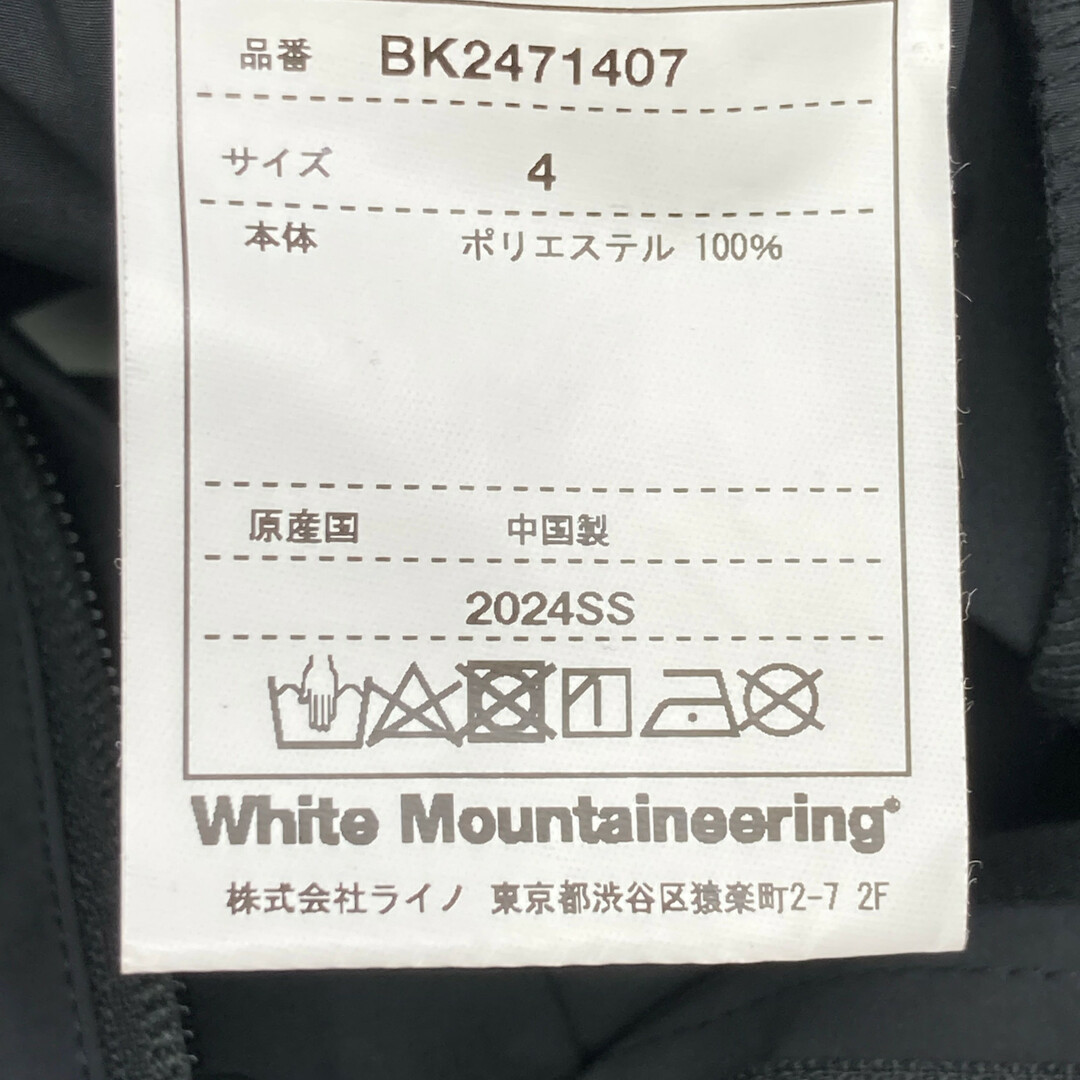 品番 BK2471407
サイズ 4
本体 ポリエステル 100%
原産国 中国製
2024SS
White Mountaineering®
株式会社ライノ 東京都渋谷区猿楽町2-7 2F